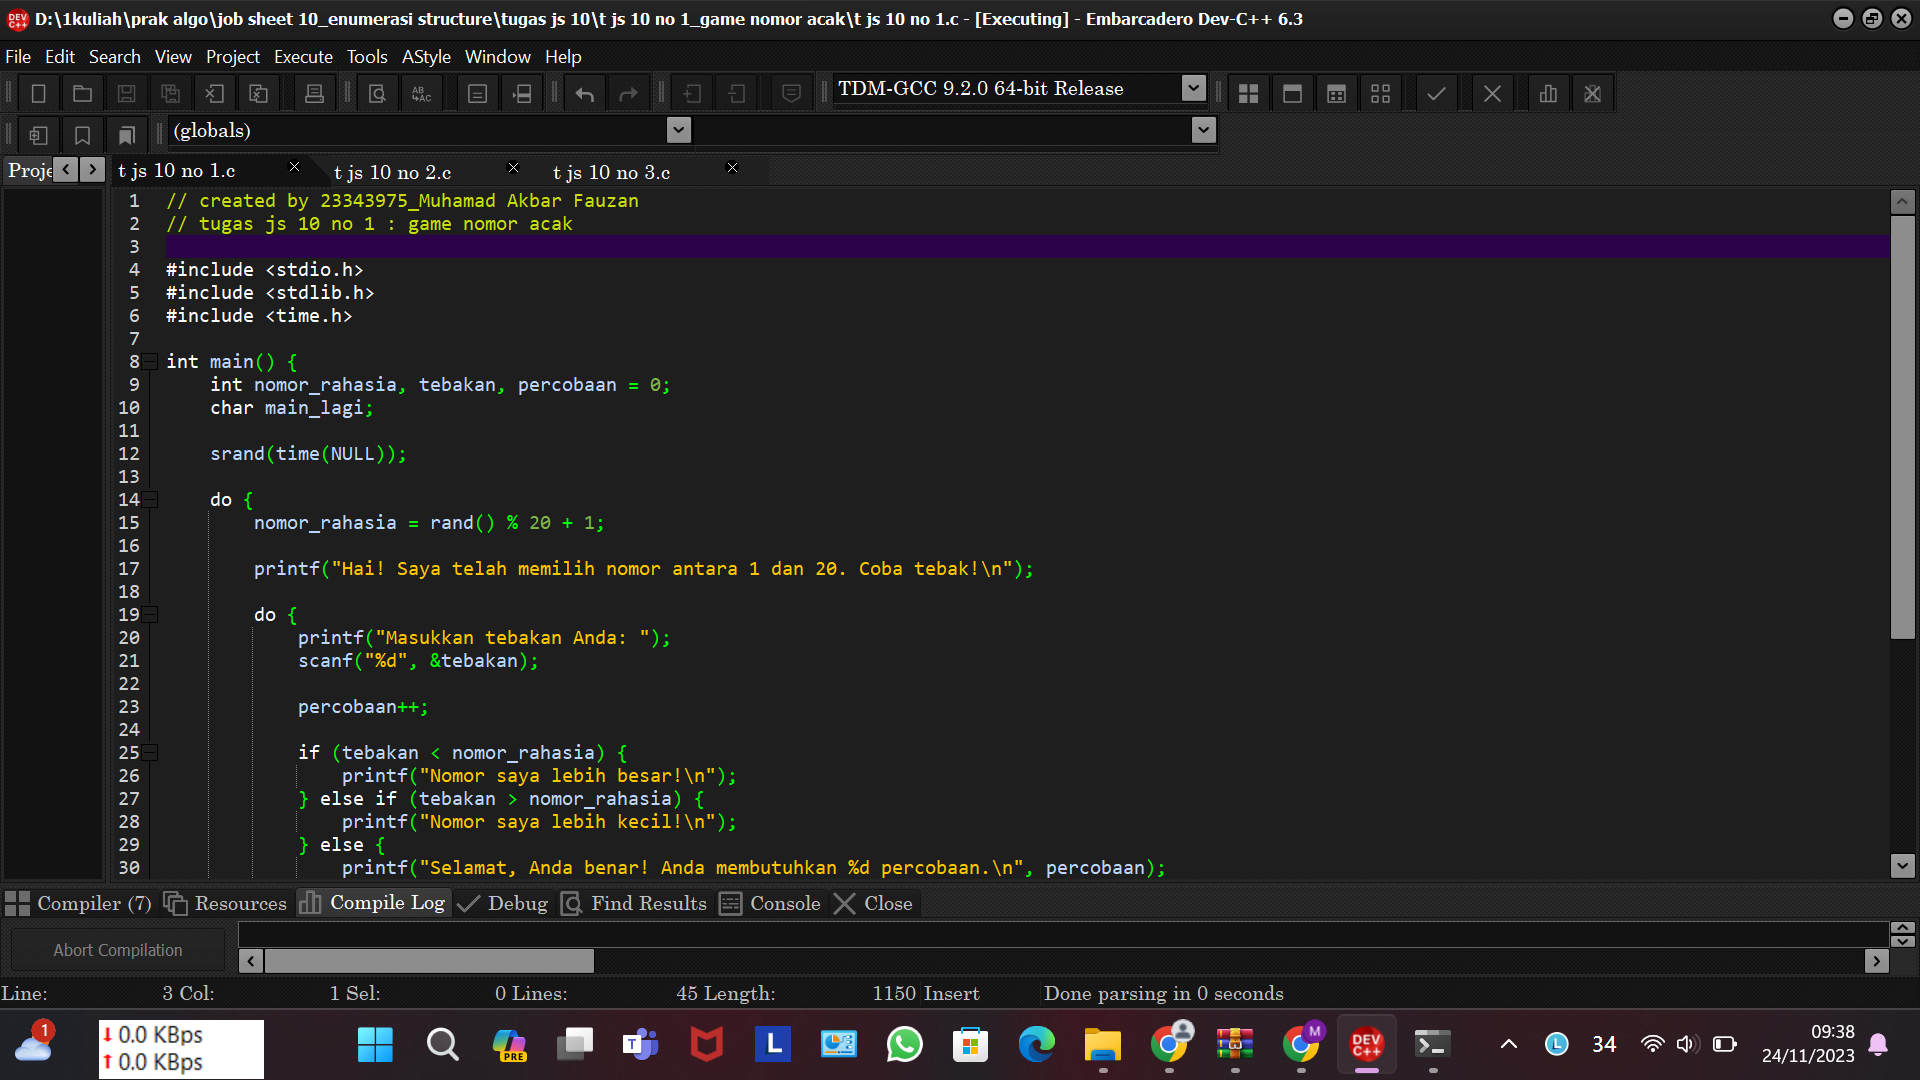 D:\1kuliah\prak algo\job sheet 10_enumerasi structure\tugas js 10\t js 10 no 1_game nomor acak\t js 10 no 1.c - [Executing] - Embarcadero Dev-C++ 6.3
File Edit Search View Project Execute Tools AStyle Window Help
TDM-GCC 9.2.0 64-bit Release
(globals)
Proje
t js 10 no 1.c
t js 10 no 2.c
t js 10 no 3.c
1 // created by 23343975_Muhamad Akbar Fauzan
2 // tugas js 10 no 1 : game nomor acak
3
4 #include <stdio.h>
5 #include <stdlib.h>
6 #include <time.h>
7
8 int main() {
9 int nomor_rahasia, tebakan, percobaan = 0;
10 char main_lagi;
11
12 srand(time(NULL));
13
14 do {
15 nomor_rahasia = rand() % 20 + 1;
16
17 printf("Hai! Saya telah memilih nomor antara 1 dan 20. Coba tebak!\n");
18
19 do {
20 printf("Masukkan tebakan Anda: ");
21 scanf("%d", &tebakan);
22
23 percobaan++;
24
25 if (tebakan < nomor_rahasia) {
26 printf("Nomor saya lebih besar!\n");
27 } else if (tebakan > nomor_rahasia) {
28 printf("Nomor saya lebih kecil!\n");
29 } else {
30 printf("Selamat, Anda benar! Anda membutuhkan %d percobaan.\n", percobaan);
Compiler (7) Resources Compile Log Debug Find Results Console Close
Abort Compilation
Line: 3 Col: 1 Sel: 0 Lines: 45 Length: 1150 Insert Done parsing in 0 seconds
1
0.0 KBps
0.0 KBps
PRE
T
L
M
DEV C++
L
34
09:38
24/11/2023